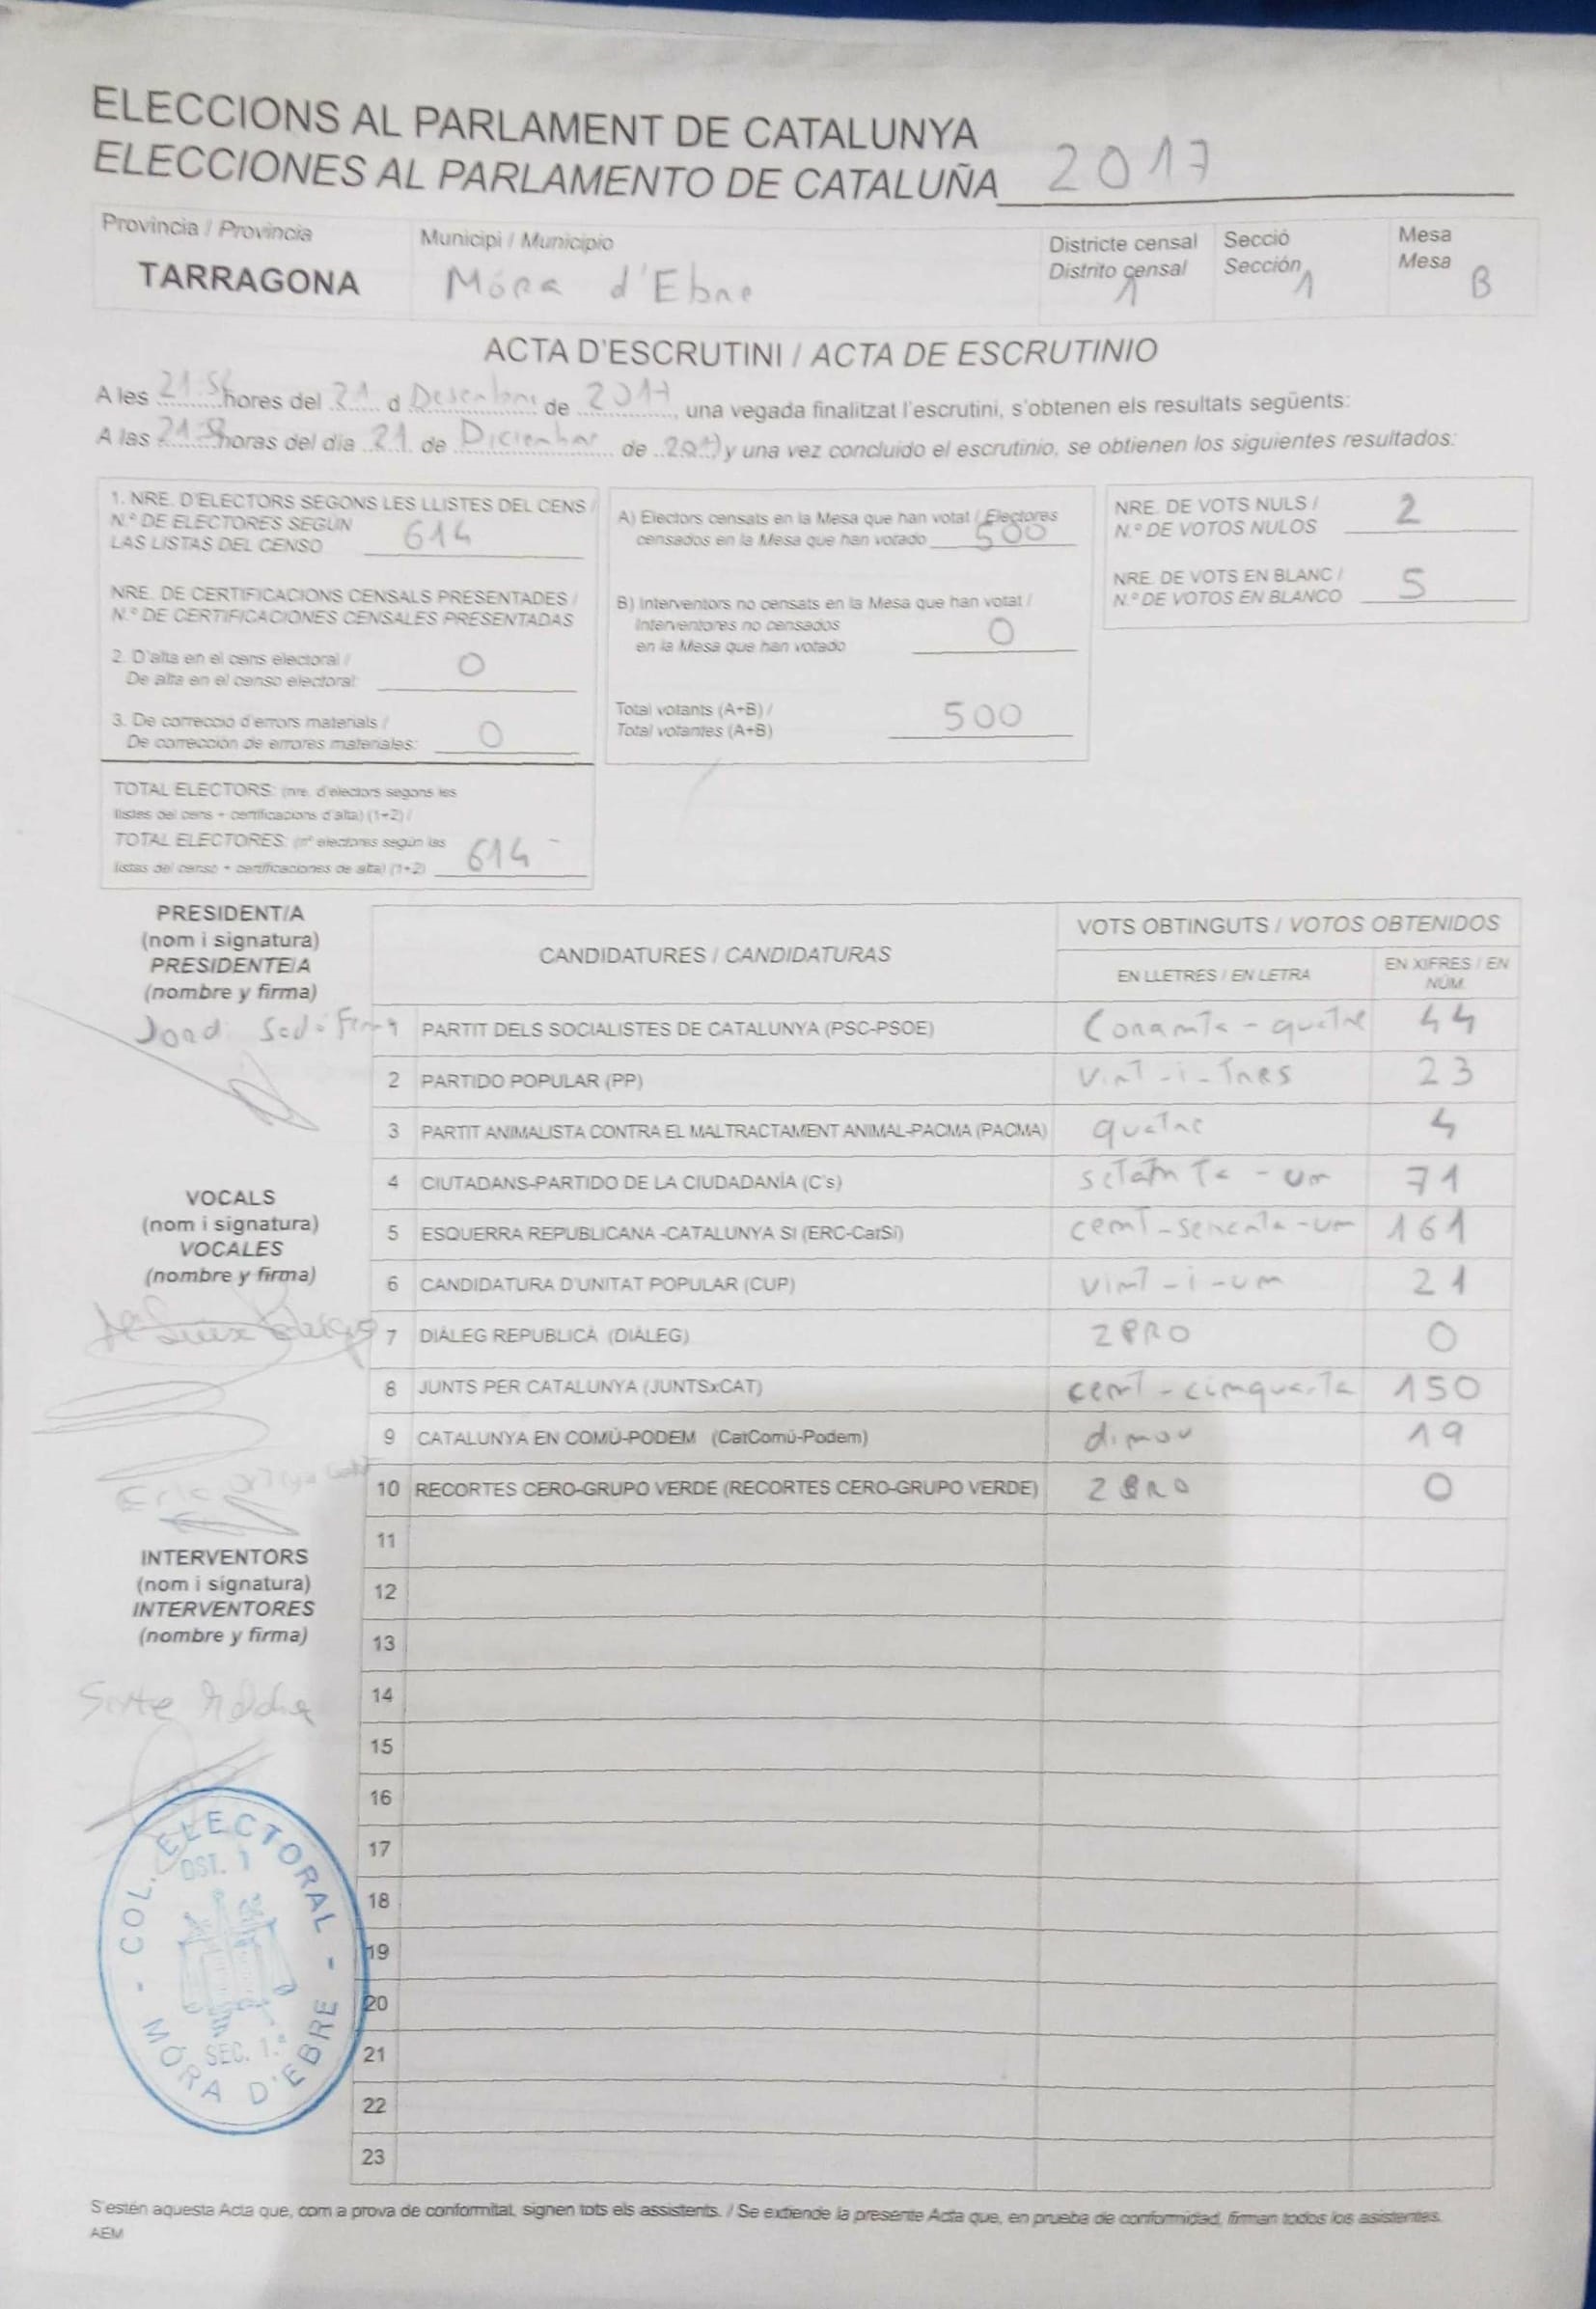 ELECCIONS AL PARLAMENT DE CATALUNYA
ELECCIONES AL PARLAMENTO DE CATALUÑA 2017
Provincia / Provincia
TARRAGONA
Municipi / Municipio
Móra d'Ebre
Districte censal
Distrito censal
1
Secció
Sección
1
Mesa
Mesa
B
ACTA D'ESCRUTINI / ACTA DE ESCRUTINIO
A les hores del 21 d Desembre de 2017, una vegada finalitzat l'escrutini, s'obtenen els resultats següents:
A las horas del día 21 de Diciembre de 2017 y una vez concluido el escrutinio, se obtienen los siguientes resultados:
1. NRE. D'ELECTORS SEGONS LES LLISTES DEL CENS /
N.º DE ELECTORES SEGÚN
LAS LISTAS DEL CENSO 614
NRE. DE CERTIFICACIONS CENSALS PRESENTADES /
N.º DE CERTIFICACIONES CENSALES PRESENTADAS
2. D'alta en el cens electoral /
De alta en el censo electoral: 0
3. De correcció d'errors materials /
De corrección de errores materiales: 0
TOTAL ELECTORS: (nre. d'electors segons les
llistes del cens + certificacions d'alta) (1+2) /
TOTAL ELECTORES: (nº electores según las
listas del censo + certificaciones de alta) (1+2) 614
A) Electors censats en la Mesa que han votat / Electores
censados en la Mesa que han votado 500
B) Interventors no censats en la Mesa que han votat /
Interventores no censados
en la Mesa que han votado 0
Total votants (A+B) /
Total votantes (A+B) 500
NRE. DE VOTS NULS /
N.º DE VOTOS NULOS 2
NRE. DE VOTS EN BLANC /
N.º DE VOTOS EN BLANCO 5
PRESIDENT/A
(nom i signatura)
PRESIDENTE/A
(nombre y firma)
Jordi
VOCALS
(nom i signatura)
VOCALES
(nombre y firma)
Eric
INTERVENTORS
(nom i signatura)
INTERVENTORES
(nombre y firma)
CANDIDATURES / CANDIDATURAS
VOTS OBTINGUTS / VOTOS OBTENIDOS
EN LLETRES / EN LETRA
EN XIFRES / EN NÚM.
1 PARTIT DELS SOCIALISTES DE CATALUNYA (PSC-PSOE) Coranta-quatre 44
2 PARTIDO POPULAR (PP) vint-i-tres 23
3 PARTIT ANIMALISTA CONTRA EL MALTRACTAMENT ANIMAL-PACMA (PACMA) quatre 4
4 CIUTADANS-PARTIDO DE LA CIUDADANÍA (C's) setanta-un 71
5 ESQUERRA REPUBLICANA -CATALUNYA SI (ERC-CatSí) cent-seixenta-un 161
6 CANDIDATURA D'UNITAT POPULAR (CUP) vint-i-un 21
7 DIÀLEG REPUBLICÀ (DIÀLEG) ZERO 0
8 JUNTS PER CATALUNYA (JUNTSxCAT) cent-cinquanta 150
9 CATALUNYA EN COMÚ-PODEM (CatComú-Podem) dinou 19
10 RECORTES CERO-GRUPO VERDE (RECORTES CERO-GRUPO VERDE) ZERO 0
11
12
13
14
15
16
17
18
19
20
21
22
23
COL. ELECTORAL - MÓRA D'EBRE -
DST. 1
SEC. 1.ª
S'estén aquesta Acta que, com a prova de conformitat, signen tots els assistents. / Se extiende la presente Acta que, en prueba de conformidad, firman todos los asistentes.
AEM